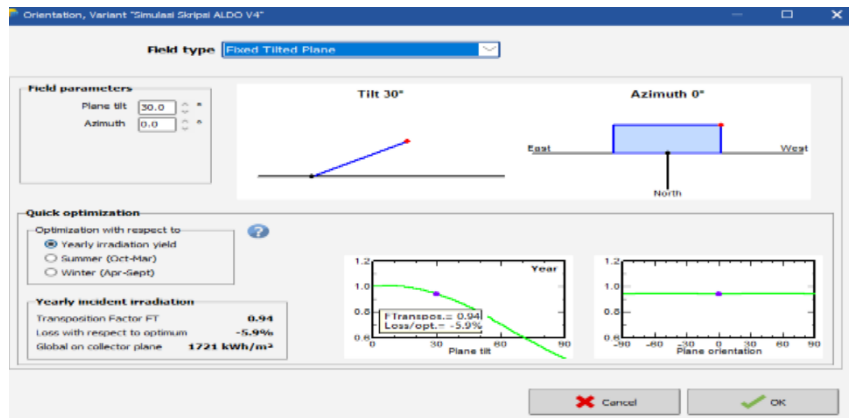 Orientation, Variant "Simulasi Skripsi ALDO V4"
Field type Fixed Tilted Plane
Field parameters
Plane tilt 30.0 °
Azimuth 0.0 °
Tilt 30°
Azimuth 0°
East
West
North
Quick optimization
Optimization with respect to
Yearly irradiation yield
Summer (Oct-Mar)
Winter (Apr-Sept)
?
Yearly incident irradiation
Transposition Factor FT 0.94
Loss with respect to optimum -5.9%
Global on collector plane 1721 kWh/m²
Year
1.2
1.0
0.8
0.6
FTranspos.= 0.94
Loss/opt.= -5.9%
0 30 60 90
Plane tilt
1.2
1.0
0.8
0.6
-90 -60 -30 0 30 60 90
Plane orientation
Cancel
OK